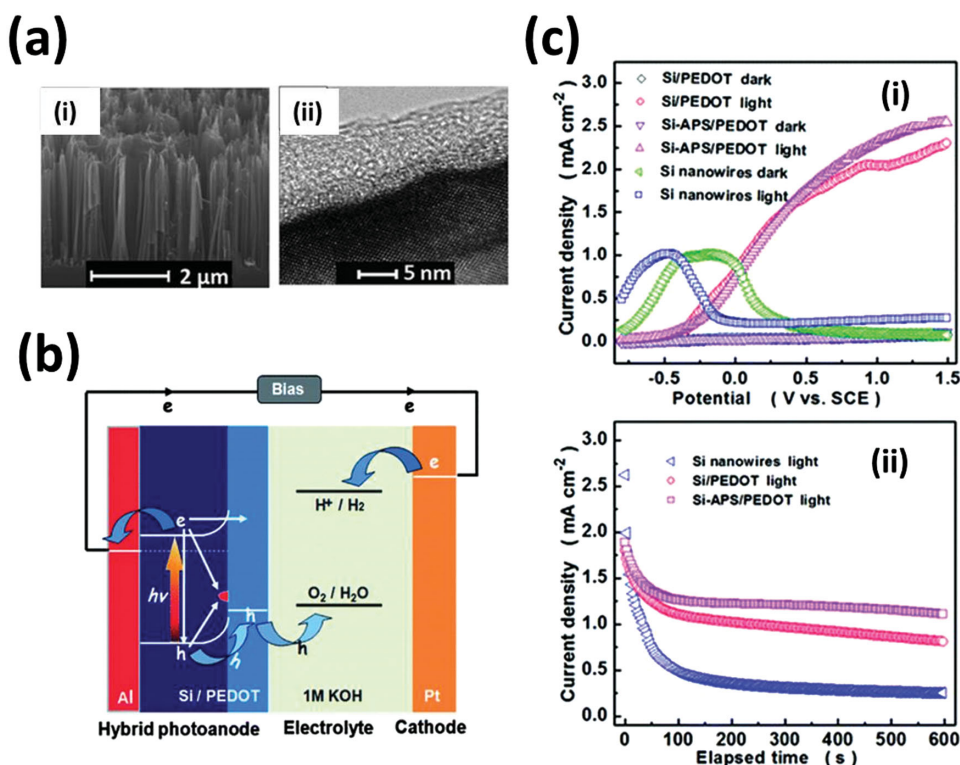 (a)
(i)
2 μm
(ii)
5 nm
(b)
Bias
e
e
e
e
H⁺ / H₂
hν
O₂ / H₂O
h
h
h
h
Al
Si / PEDOT
1M KOH
Pt
Hybrid photoanode
Electrolyte
Cathode
(c)
(i)
Si/PEDOT dark
Si/PEDOT light
Si-APS/PEDOT dark
Si-APS/PEDOT light
Si nanowires dark
Si nanowires light
3.0
2.5
2.0
1.5
1.0
0.5
0.0
Current density ( mA cm⁻² )
-0.5
0.0
0.5
1.0
1.5
Potential ( V vs. SCE )
(ii)
Si nanowires light
Si/PEDOT light
Si-APS/PEDOT light
3.0
2.5
2.0
1.5
1.0
0.5
0.0
Current density ( mA cm⁻² )
0
100
200
300
400
500
600
Elapsed time ( s )